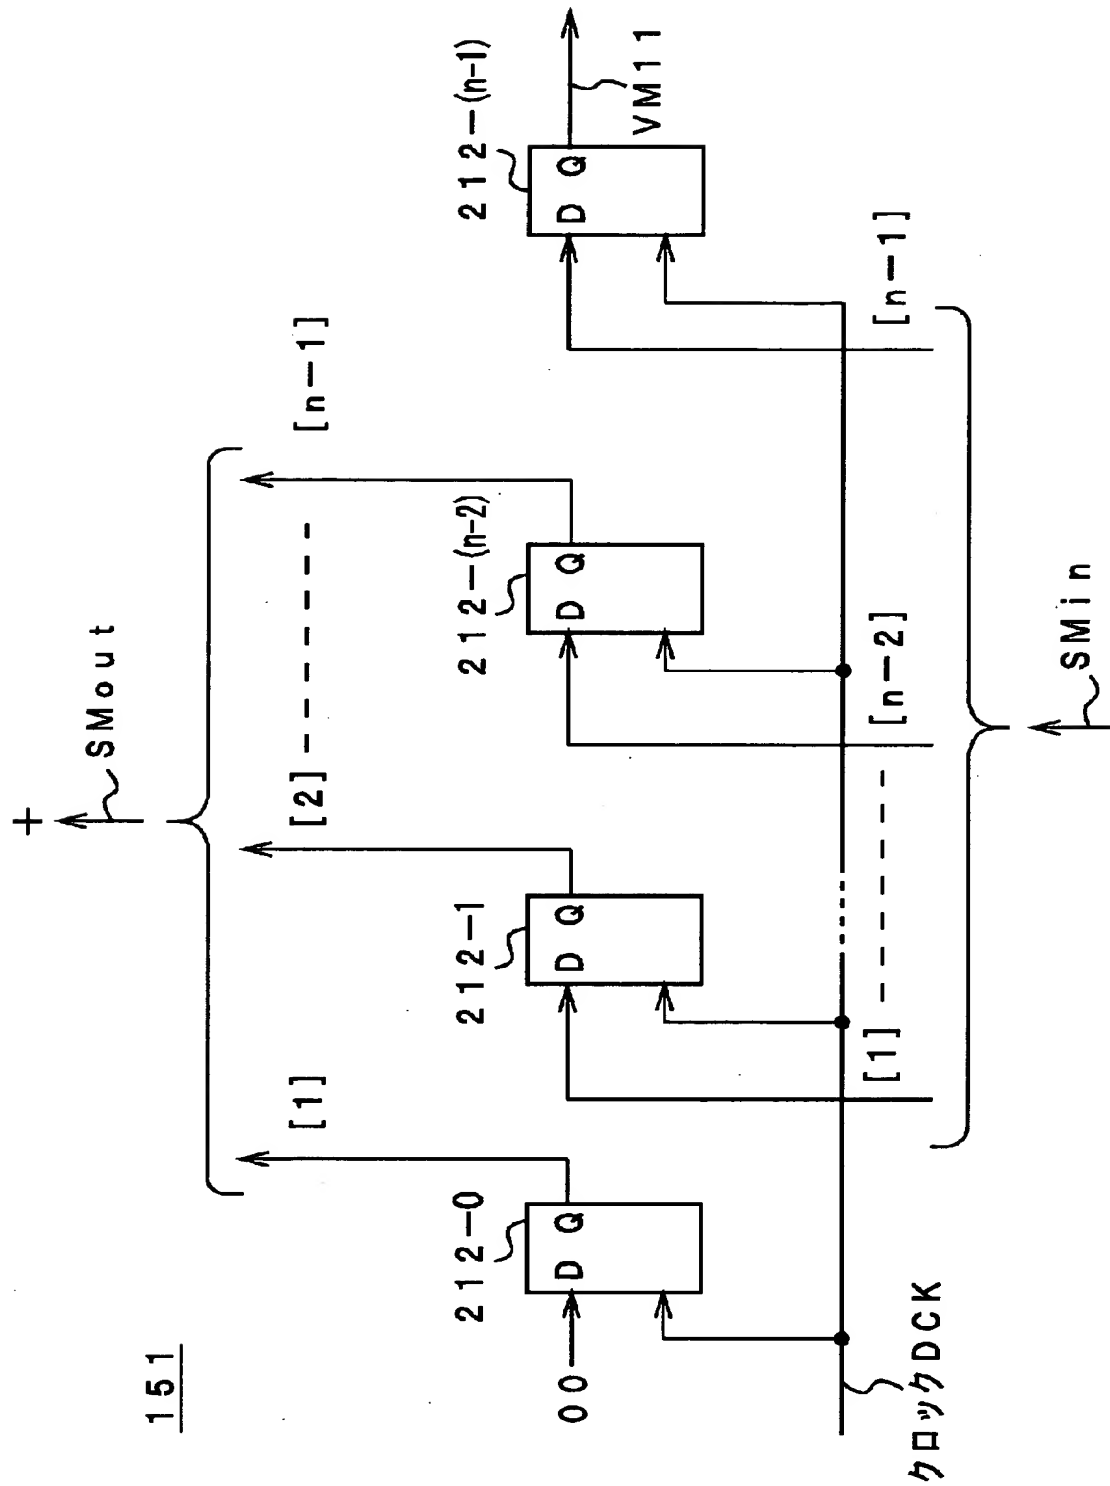 151
+
SMout
[1]
[2]
[n-1]
212-0
212-1
212-(n-2)
212-(n-1)
00
D Q
D Q
D Q
D Q
VM11
クロックDCK
[1]
[n-2]
[n-1]
SMin